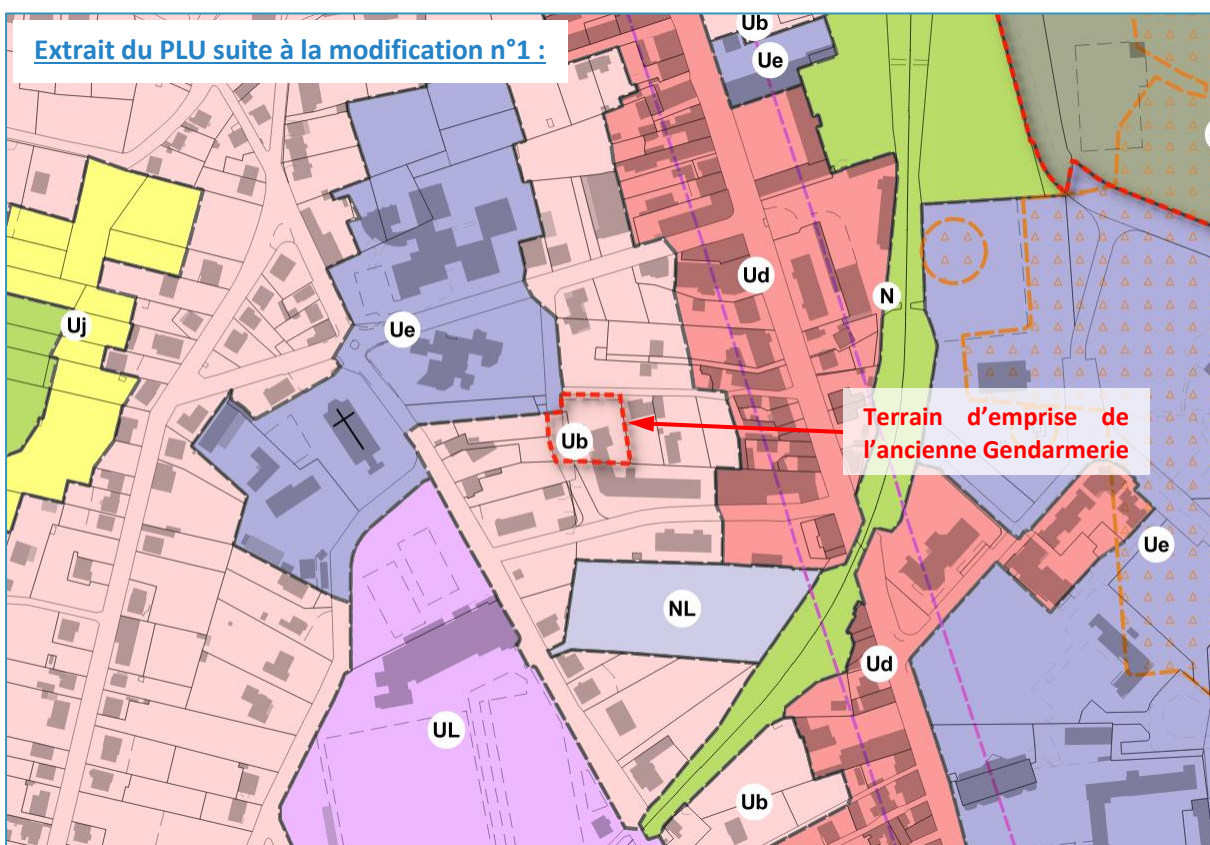 Extrait du PLU suite à la modification n°1 :
Ub
Ue
Ud
N
Uj
Ue
Terrain d’emprise de
l’ancienne Gendarmerie
Ub
Ue
NL
Ud
UL
Ub